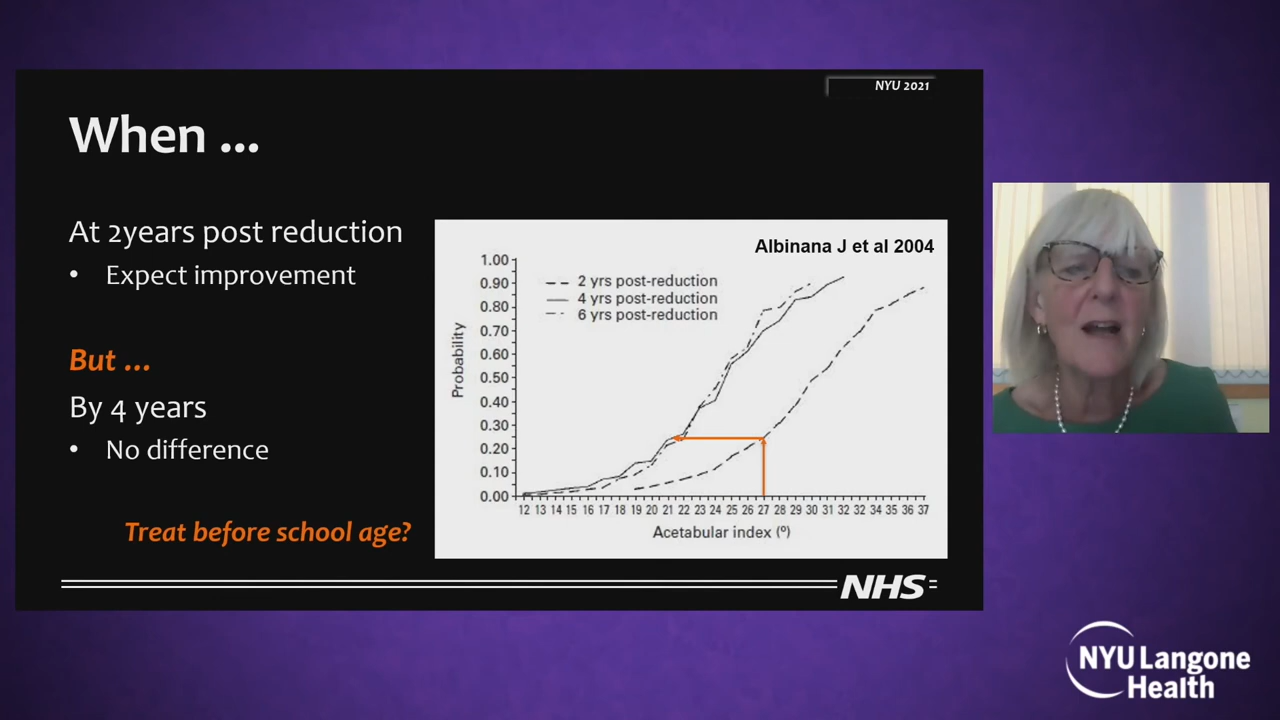 NYU 2021
When ...
At 2years post reduction
• Expect improvement
But ...
By 4 years
• No difference
Treat before school age?
Albinana J et al 2004
1.00
0.90
0.80
0.70
0.60
0.50
0.40
0.30
0.20
0.10
0.00
Probability
2 yrs post-reduction
4 yrs post-reduction
6 yrs post-reduction
12 13 14 15 16 17 18 19 20 21 22 23 24 25 26 27 28 29 30 31 32 34 35 36 37
Acetabular index (º)
NHS
NYU Langone
Health